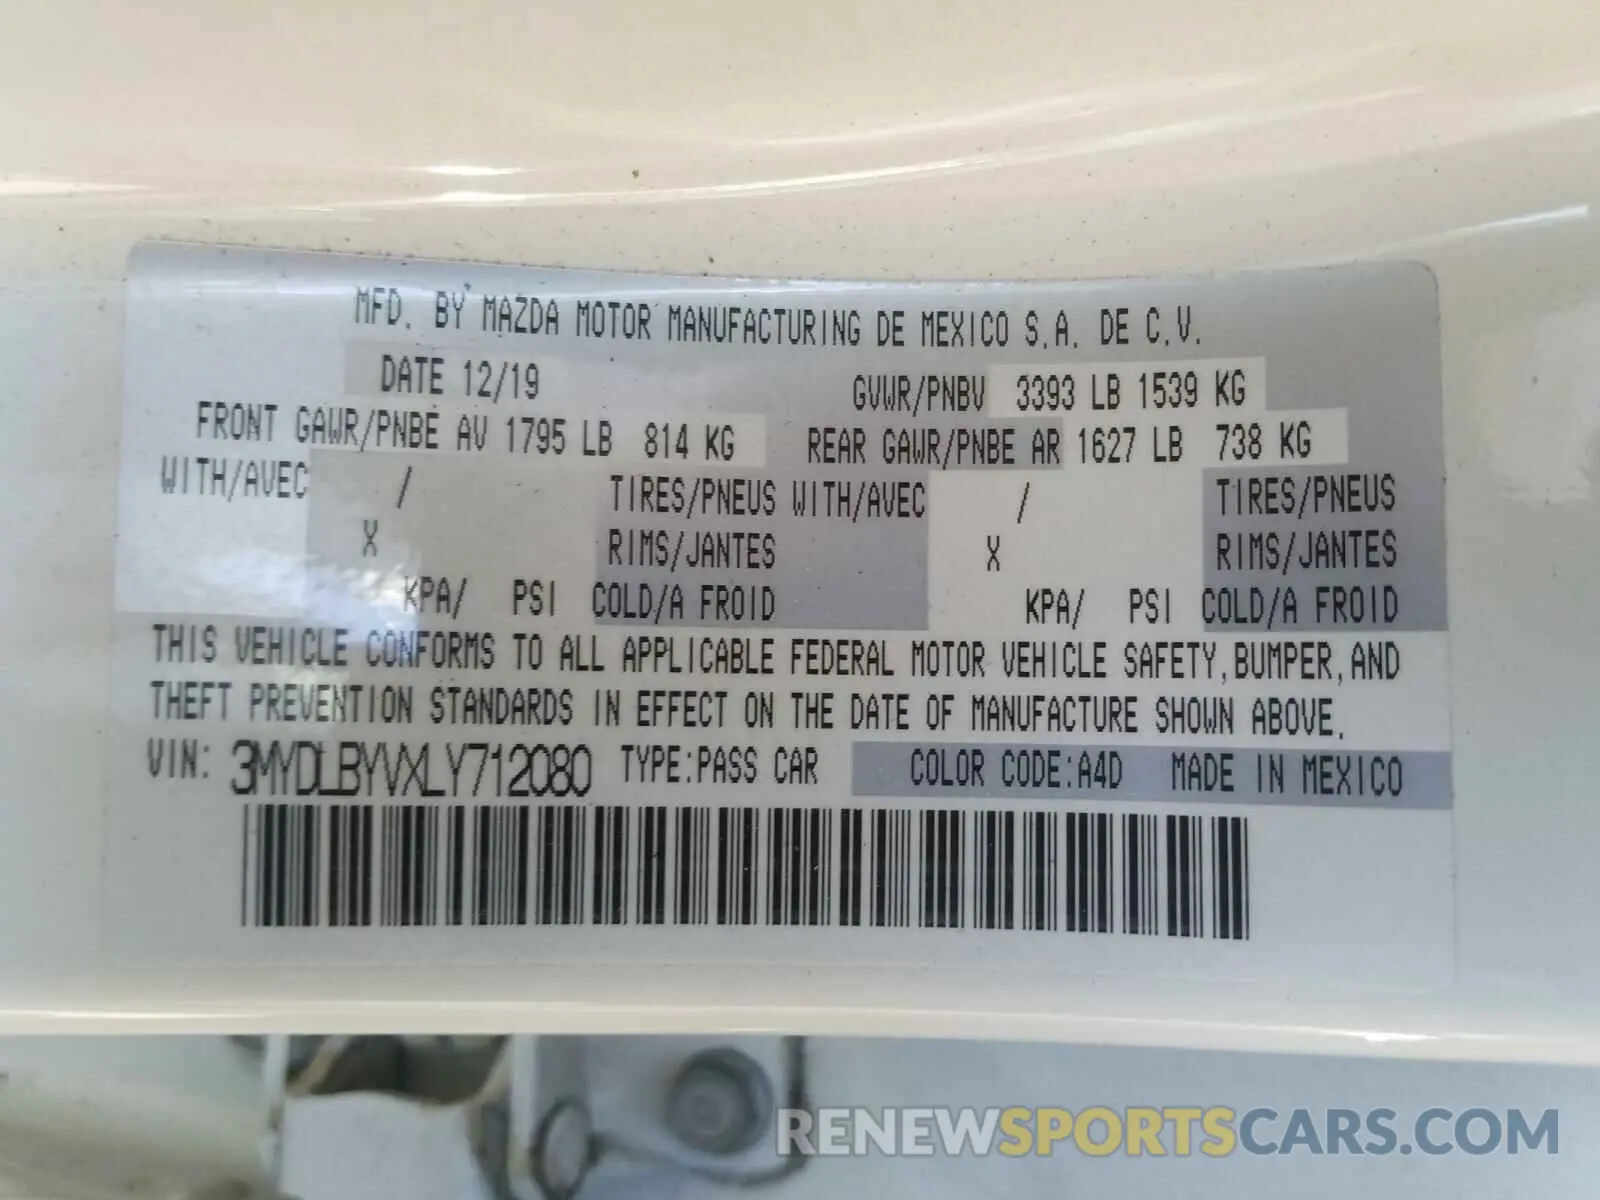 MFD. BY MAZDA MOTOR MANUFACTURING DE MEXICO S.A. DE C.V.
DATE 12/19 GVWR/PNBV 3393 LB 1539 KG
FRONT GAWR/PNBE AV 1795 LB 814 KG REAR GAWR/PNBE AR 1627 LB 738 KG
WITH/AVEC / TIRES/PNEUS WITH/AVEC / TIRES/PNEUS
X RIMS/JANTES X RIMS/JANTES
KPA/ PSI COLD/A FROID KPA/ PSI COLD/A FROID
THIS VEHICLE CONFORMS TO ALL APPLICABLE FEDERAL MOTOR VEHICLE SAFETY, BUMPER, AND
THEFT PREVENTION STANDARDS IN EFFECT ON THE DATE OF MANUFACTURE SHOWN ABOVE.
VIN: 3MYDLBYVXLY712080 TYPE:PASS CAR COLOR CODE:A4D MADE IN MEXICO
RENEWSPORTSCARS.COM